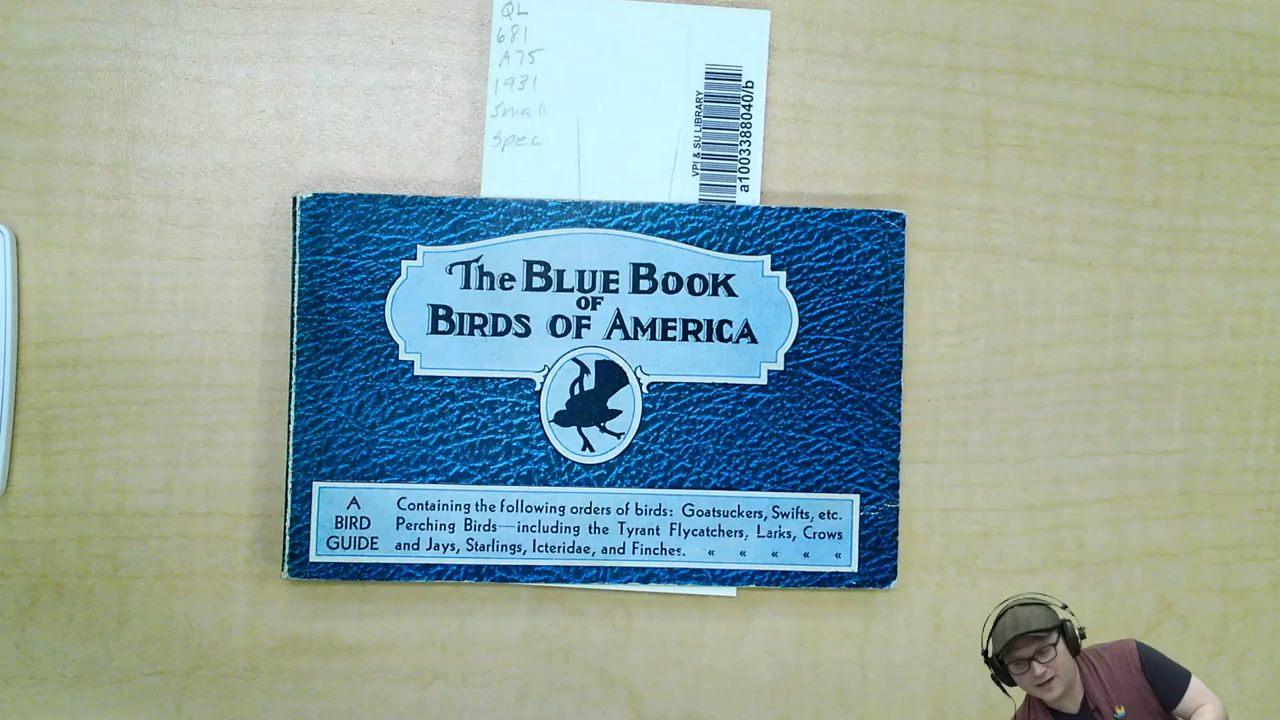 QL
681
.A75
1931
Small
Spec
VPI & SU LIBRARY
a1003388040/b
The BLUE BOOK
OF
BIRDS OF AMERICA
A
BIRD
GUIDE
Containing the following orders of birds: Goatsuckers, Swifts, etc.
Perching Birds—including the Tyrant Flycatchers, Larks, Crows
and Jays, Starlings, Icteridae, and Finches. « « « « «